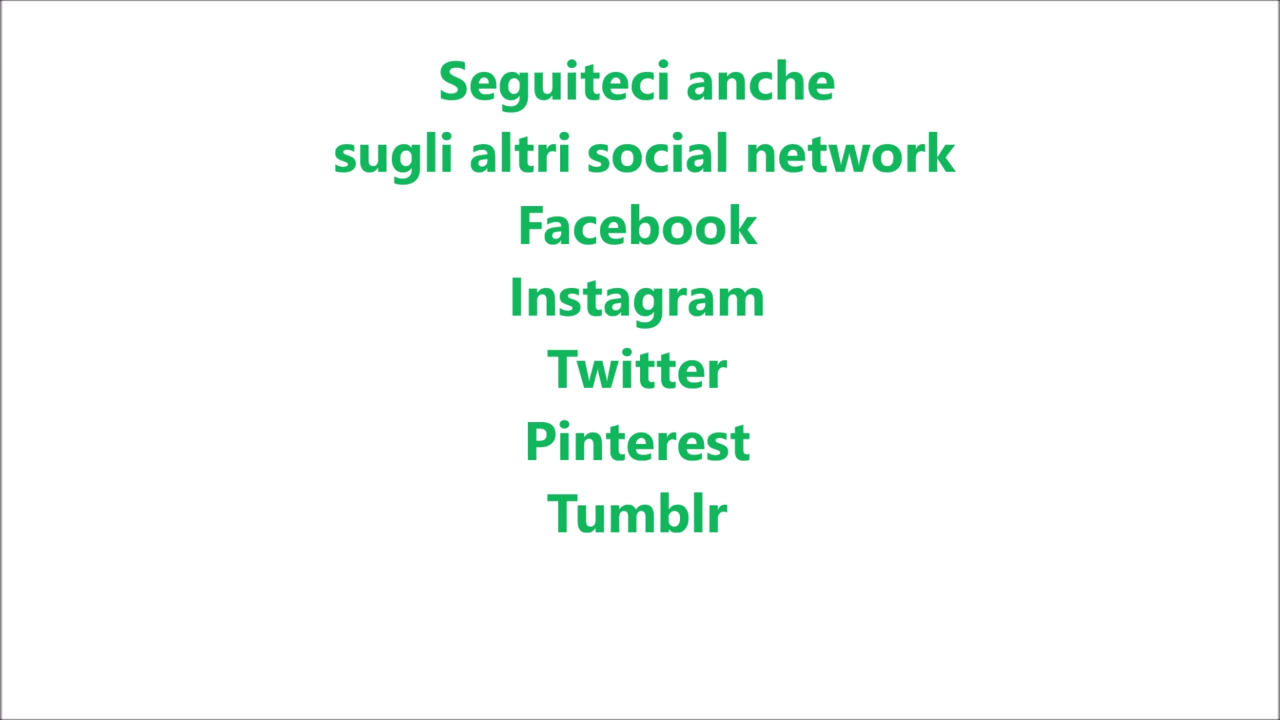 Seguiteci anche
sugli altri social network
Facebook
Instagram
Twitter
Pinterest
Tumblr